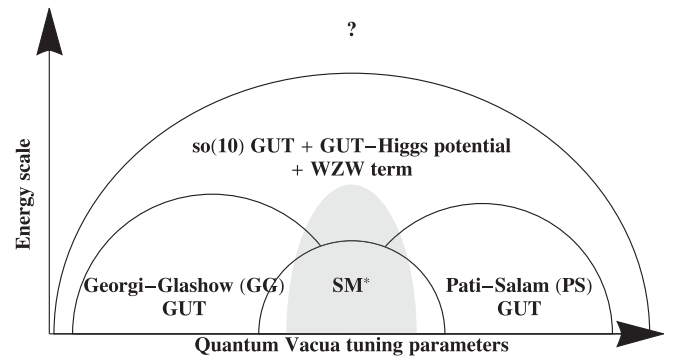 ?
so(10) GUT + GUT−Higgs potential
+ WZW term
Energy scale
Georgi−Glashow (GG)
GUT
SM*
Pati−Salam (PS)
GUT
Quantum Vacua tuning parameters